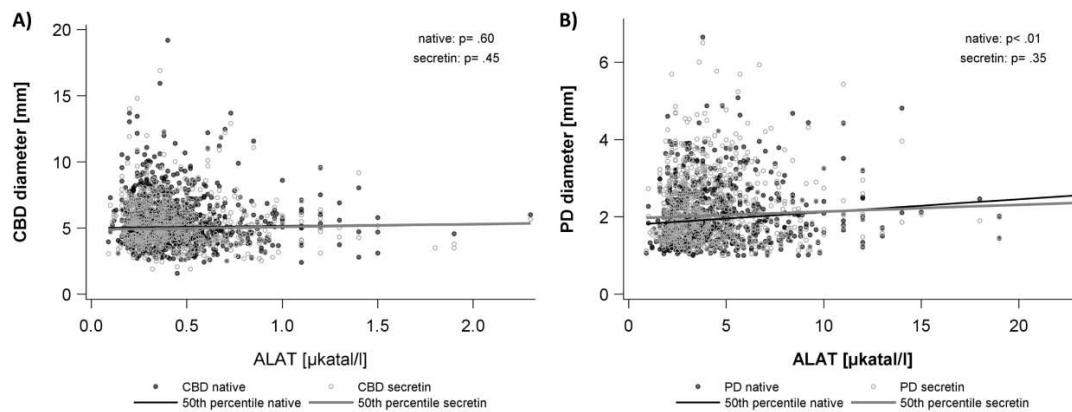 A)
native: p= .60
secretin: p= .45
CBD diameter [mm]
20
15
10
5
0
0.0 0.5 1.0 1.5 2.0
ALAT [µkatal/l]
CBD native CBD secretin
50th percentile native 50th percentile secretin
B)
native: p< .01
secretin: p= .35
PD diameter [mm]
6
4
2
0
0 5 10 15 20
ALAT [µkatal/l]
PD native PD secretin
50th percentile native 50th percentile secretin